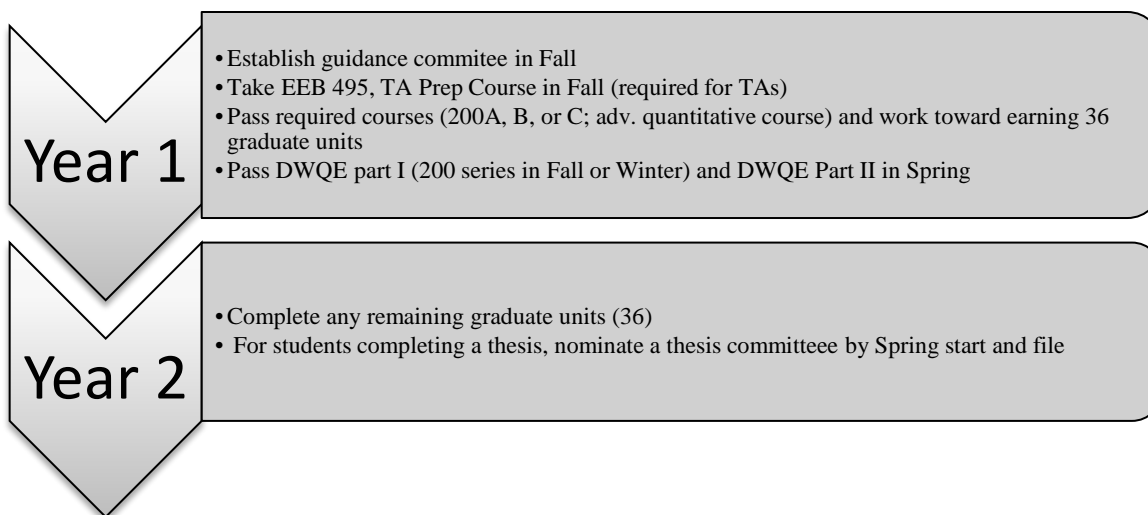 Year 1
•Establish guidance commitee in Fall
•Take EEB 495, TA Prep Course in Fall (required for TAs)
•Pass required courses (200A, B, or C; adv. quantitative course) and work toward earning 36
graduate units
•Pass DWQE part I (200 series in Fall or Winter) and DWQE Part II in Spring
Year 2
•Complete any remaining graduate units (36)
• For students completing a thesis, nominate a thesis committeee by Spring start and file